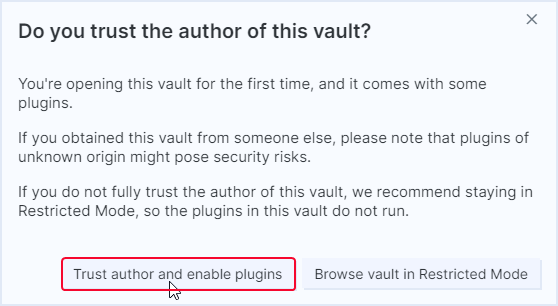 Do you trust the author of this vault?
You're opening this vault for the first time, and it comes with some
plugins.
If you obtained this vault from someone else, please note that plugins of
unknown origin might pose security risks.
If you do not fully trust the author of this vault, we recommend staying in
Restricted Mode, so the plugins in this vault do not run.
Trust author and enable plugins
Browse vault in Restricted Mode